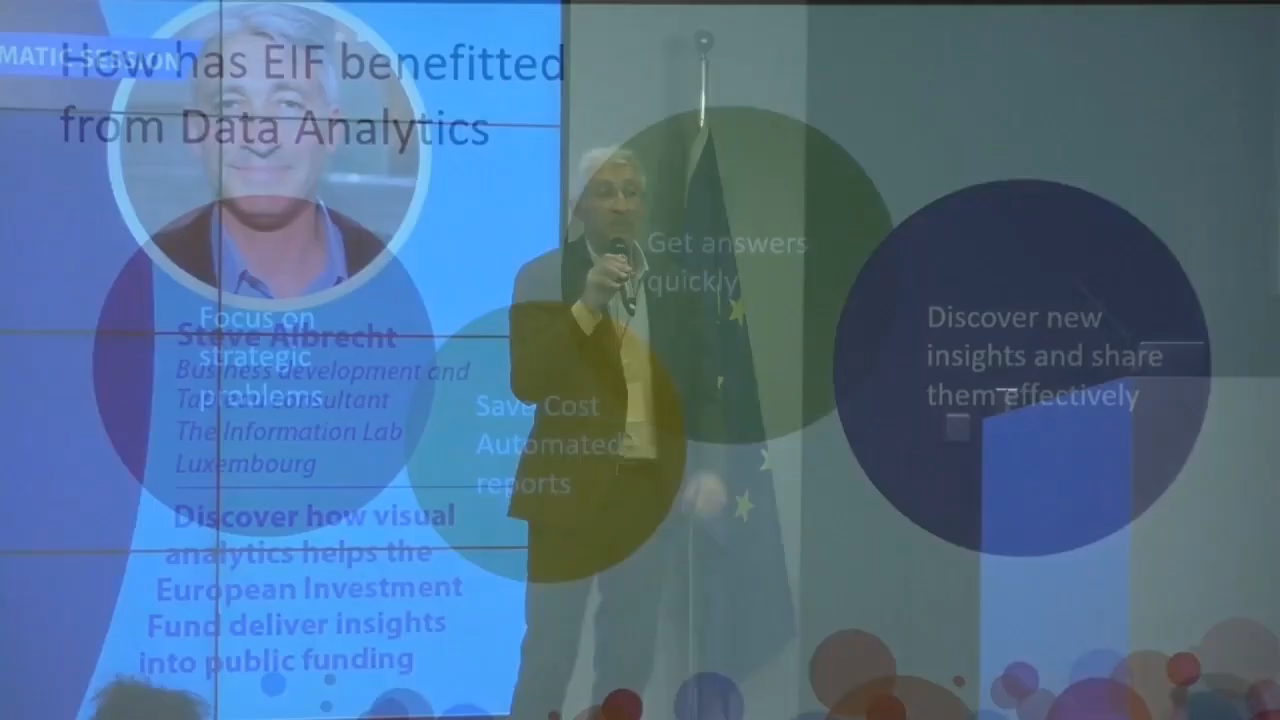 MATIC SESSION
How has EIF benefitted
from Data Analytics
Get answers
quickly
Focus on
strategic
problems
Discover new
insights and share
them effectively
Save Cost
Automated
reports
Steve Albrecht
Business development and
Tableau consultant
The Information Lab
Luxembourg
Discover how visual
analytics helps the
European Investment
Fund deliver insights
into public funding